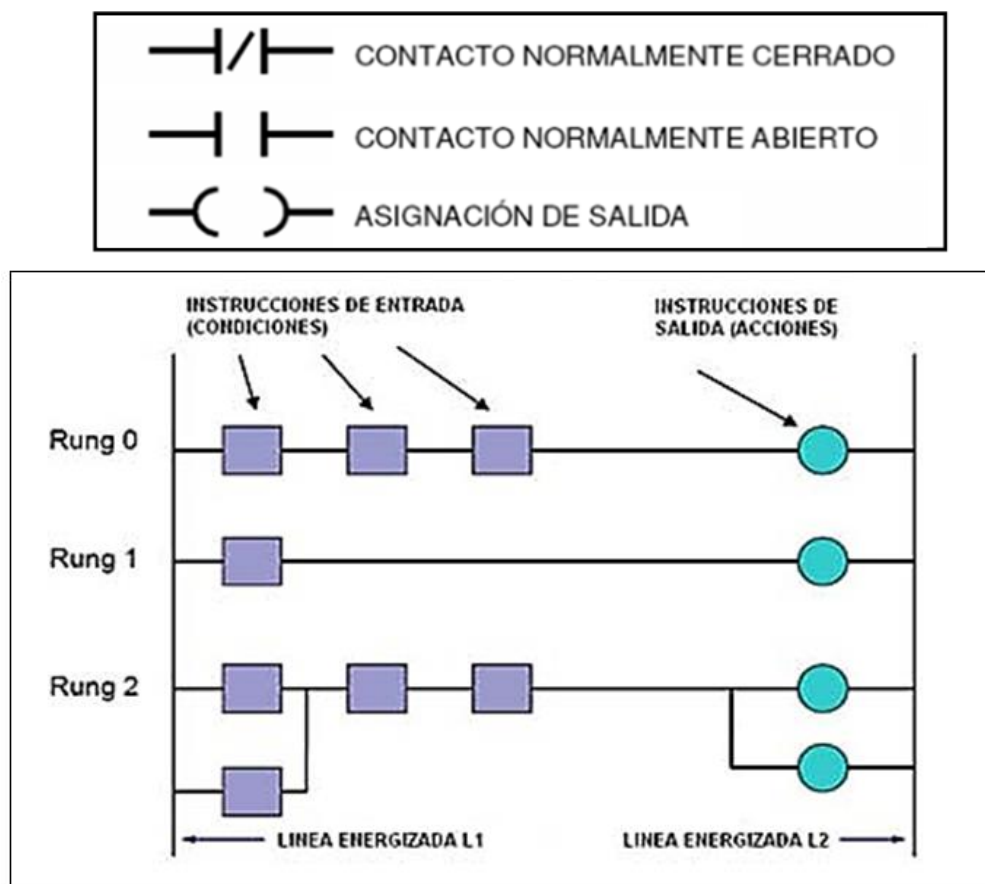 CONTACTO NORMALMENTE CERRADO
CONTACTO NORMALMENTE ABIERTO
ASIGNACIÓN DE SALIDA
INSTRUCCIONES DE ENTRADA
(CONDICIONES)
INSTRUCCIONES DE
SALIDA (ACCIONES)
Rung 0
Rung 1
Rung 2
LINEA ENERGIZADA L1
LINEA ENERGIZADA L2